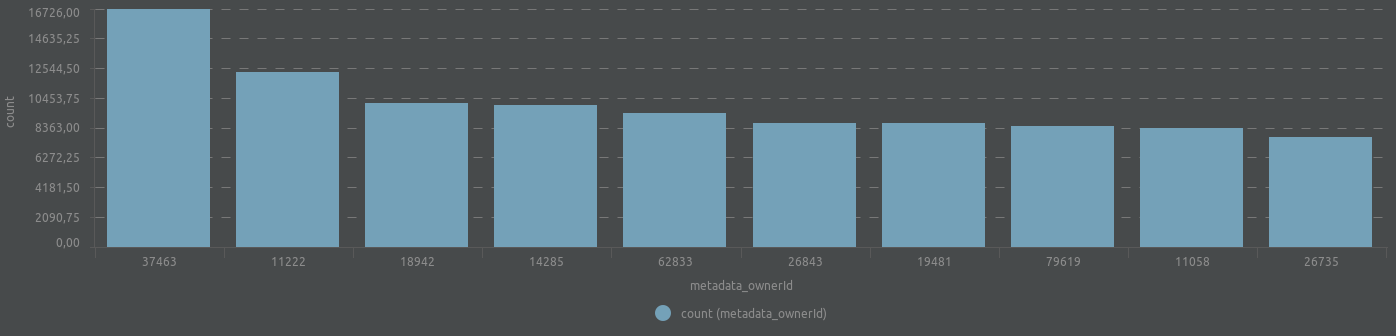 16726,00
14635,25
12544,50
10453,75
8363,00
6272,25
4181,50
2090,75
0,00
count
37463 11222 18942 14285 62833 26843 19481 79619 11058 26735
metadata_ownerId
count (metadata_ownerId)